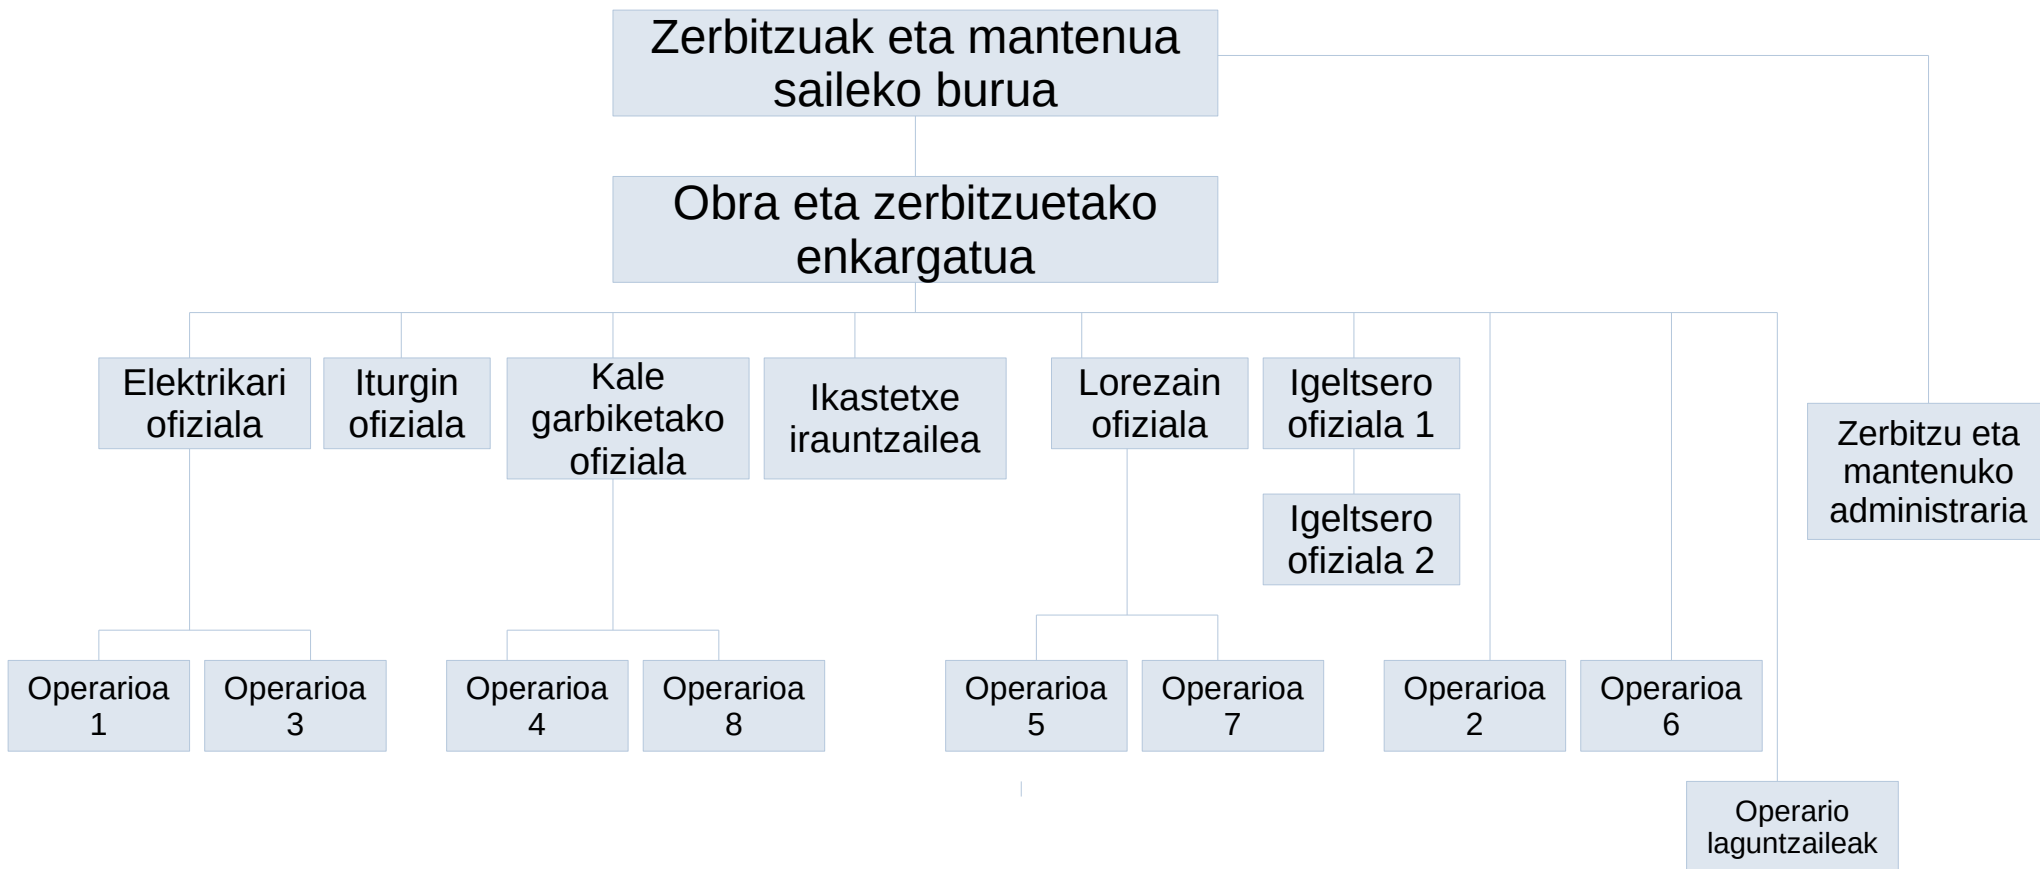 Zerbitzuak eta mantenua
saileko burua
Obra eta zerbitzuetako
enkargatua
Elektrikari
ofiziala
Iturgin
ofiziala
Kale
garbiketako
ofiziala
Ikastetxe
irauntzailea
Lorezain
ofiziala
Igeltsero
ofiziala 1
Igeltsero
ofiziala 2
Zerbitzu eta
mantenuko
administraria
Operarioa
1
Operarioa
3
Operarioa
4
Operarioa
8
Operarioa
5
Operarioa
7
Operarioa
2
Operarioa
6
Operario
laguntzaileak